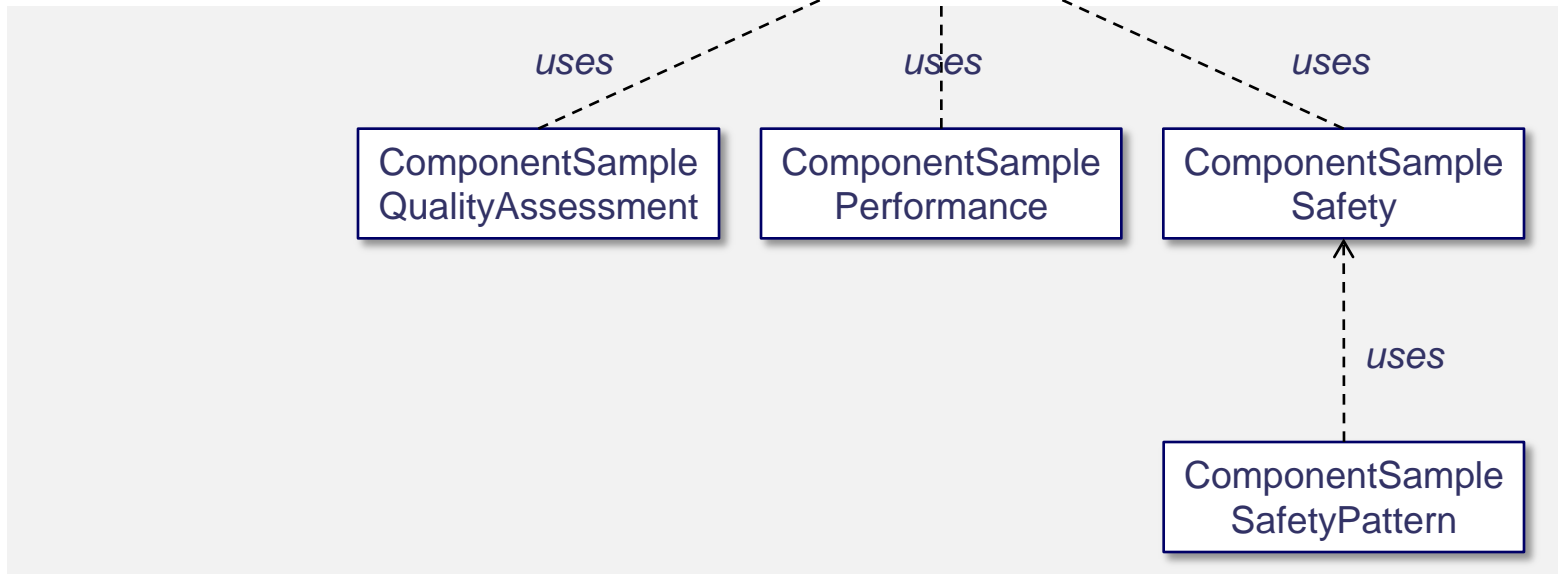 uses
uses
uses
ComponentSample
QualityAssessment
ComponentSample
Performance
ComponentSample
Safety
uses
ComponentSample
SafetyPattern